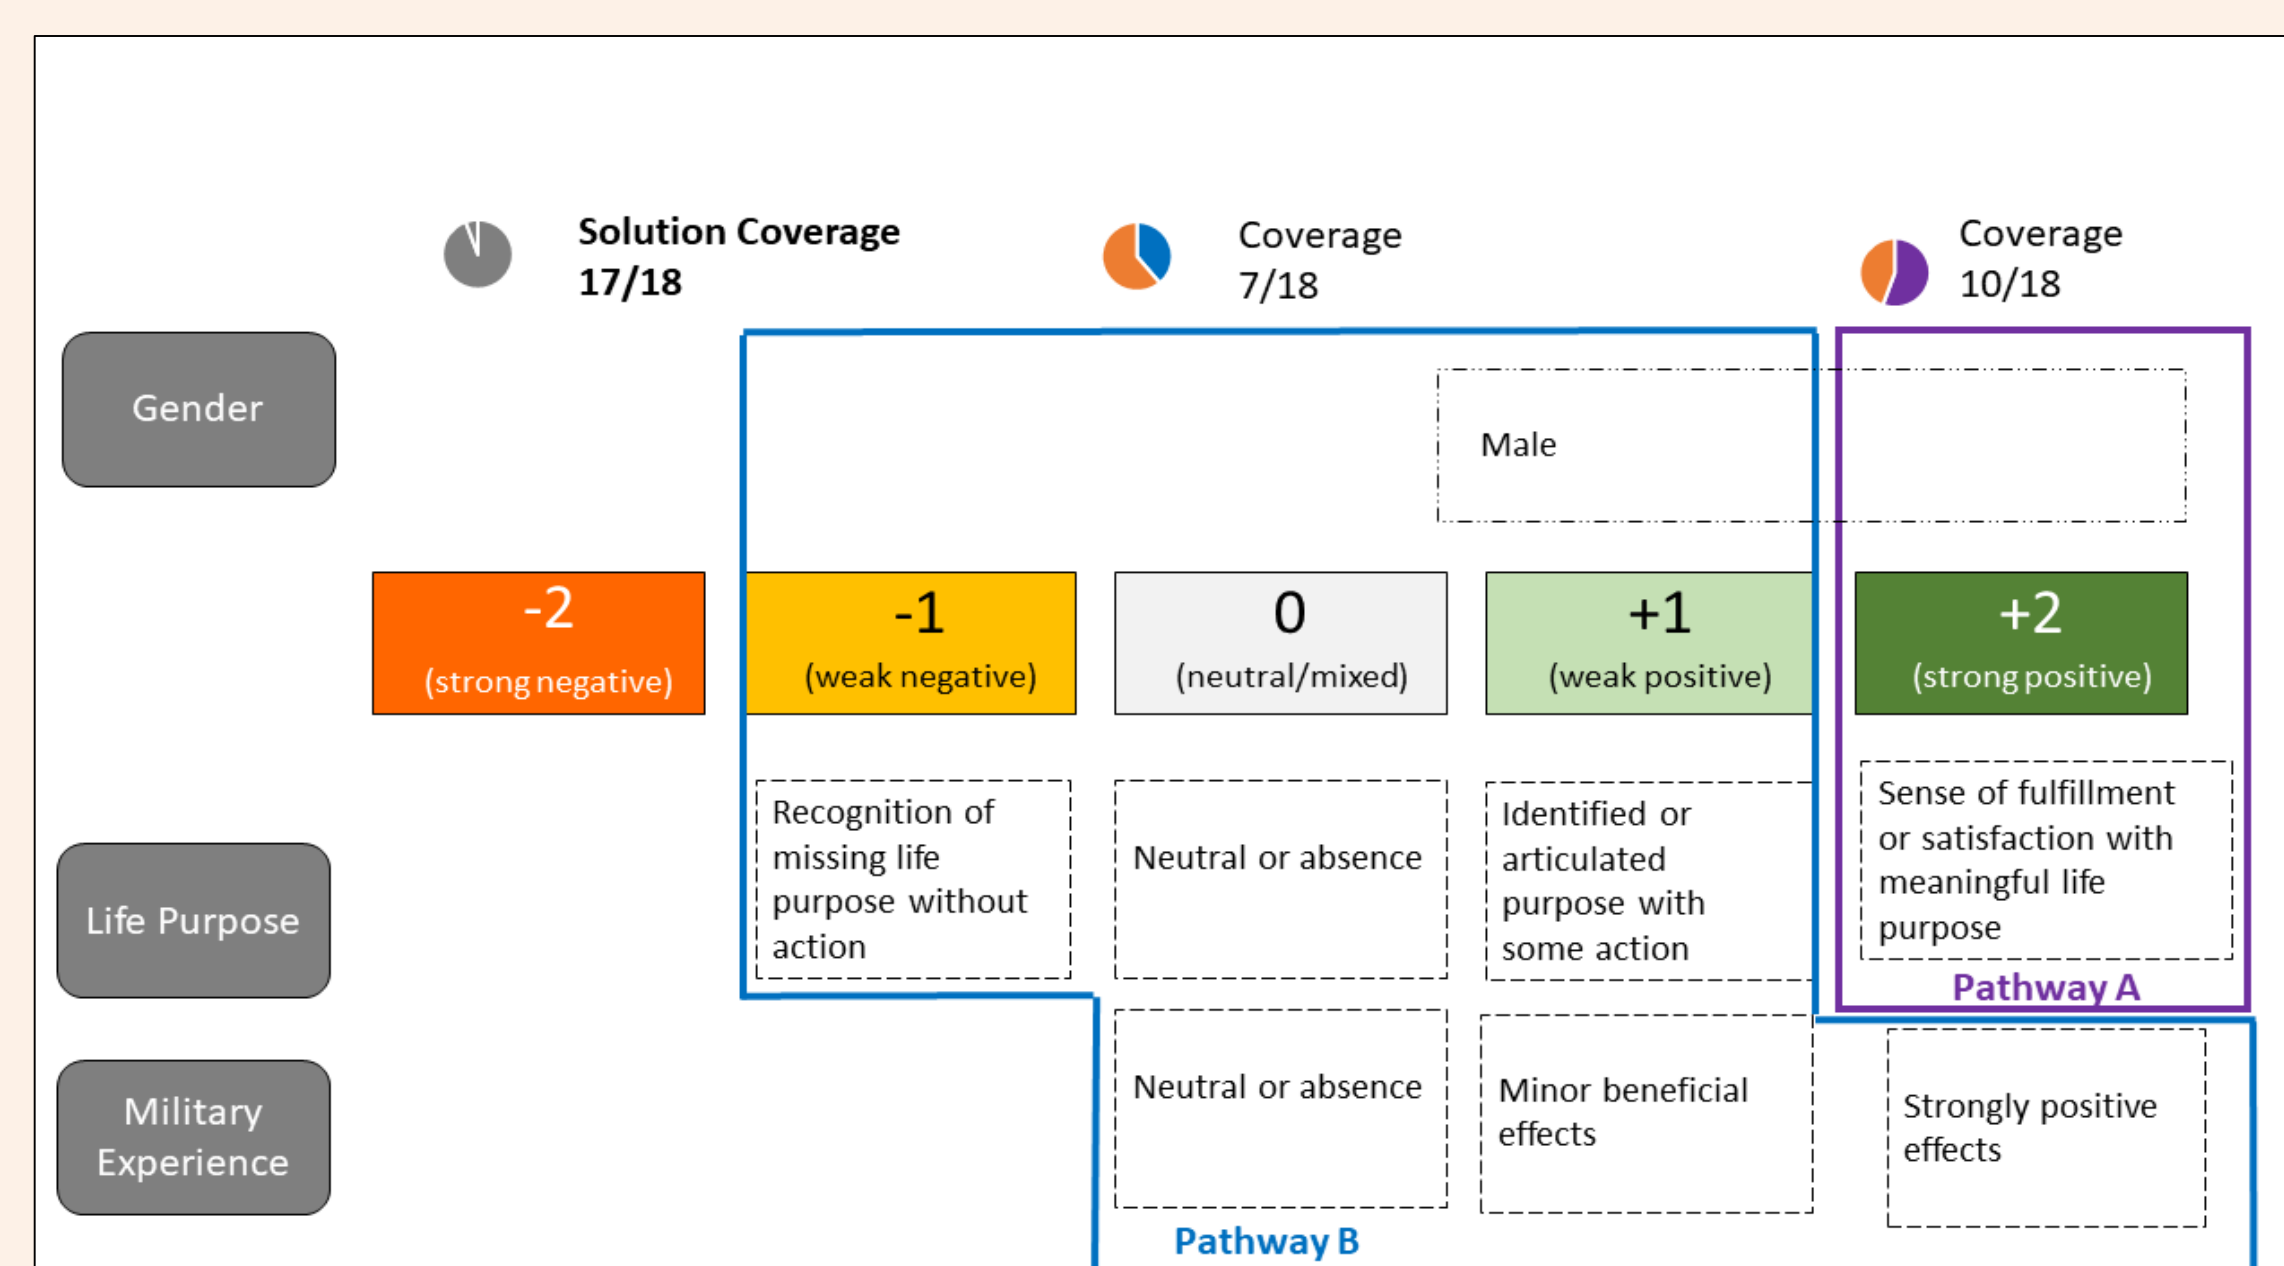 Solution Coverage
17/18
Coverage
7/18
Coverage
10/18
Gender
Male
-2
(strong negative)
-1
(weak negative)
0
(neutral/mixed)
+1
(weak positive)
+2
(strong positive)
Life Purpose
Recognition of
missing life
purpose without
action
Neutral or absence
Identified or
articulated
purpose with
some action
Sense of fulfillment
or satisfaction with
meaningful life
purpose
Pathway A
Military
Experience
Neutral or absence
Minor beneficial
effects
Strongly positive
effects
Pathway B